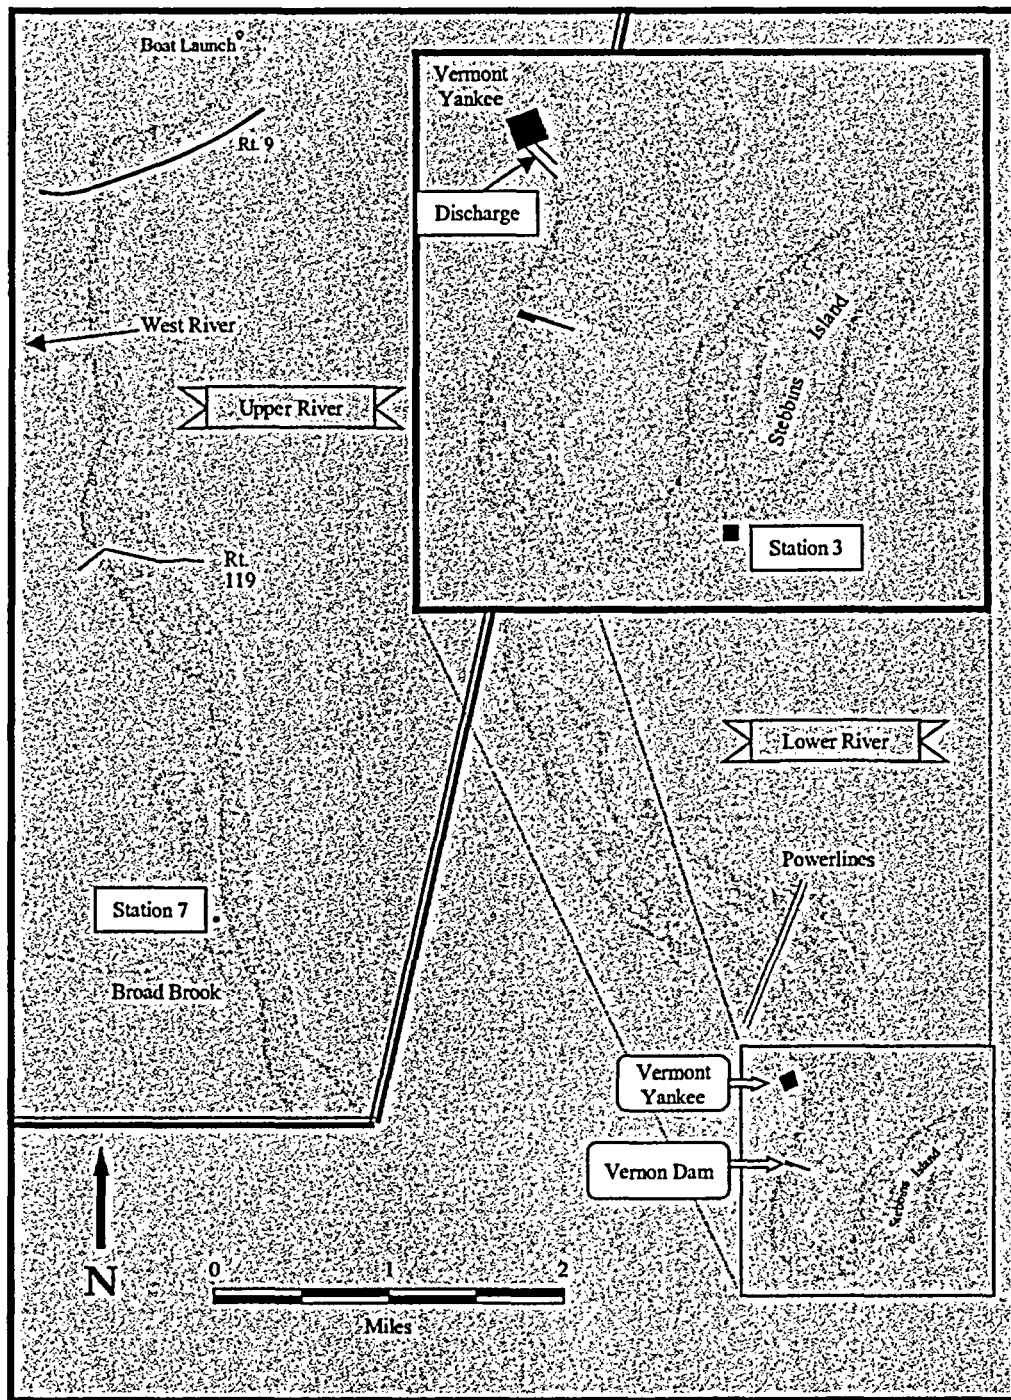 Boat Launch
Rt. 9
West River
Upper River
Rt.
119
Station 7
Broad Brook
N
0 1 2
Miles
Vermont
Yankee
Discharge
Stebbins Island
Station 3
Lower River
Powerlines
Vermont
Yankee
Vernon Dam
Stebbins Island